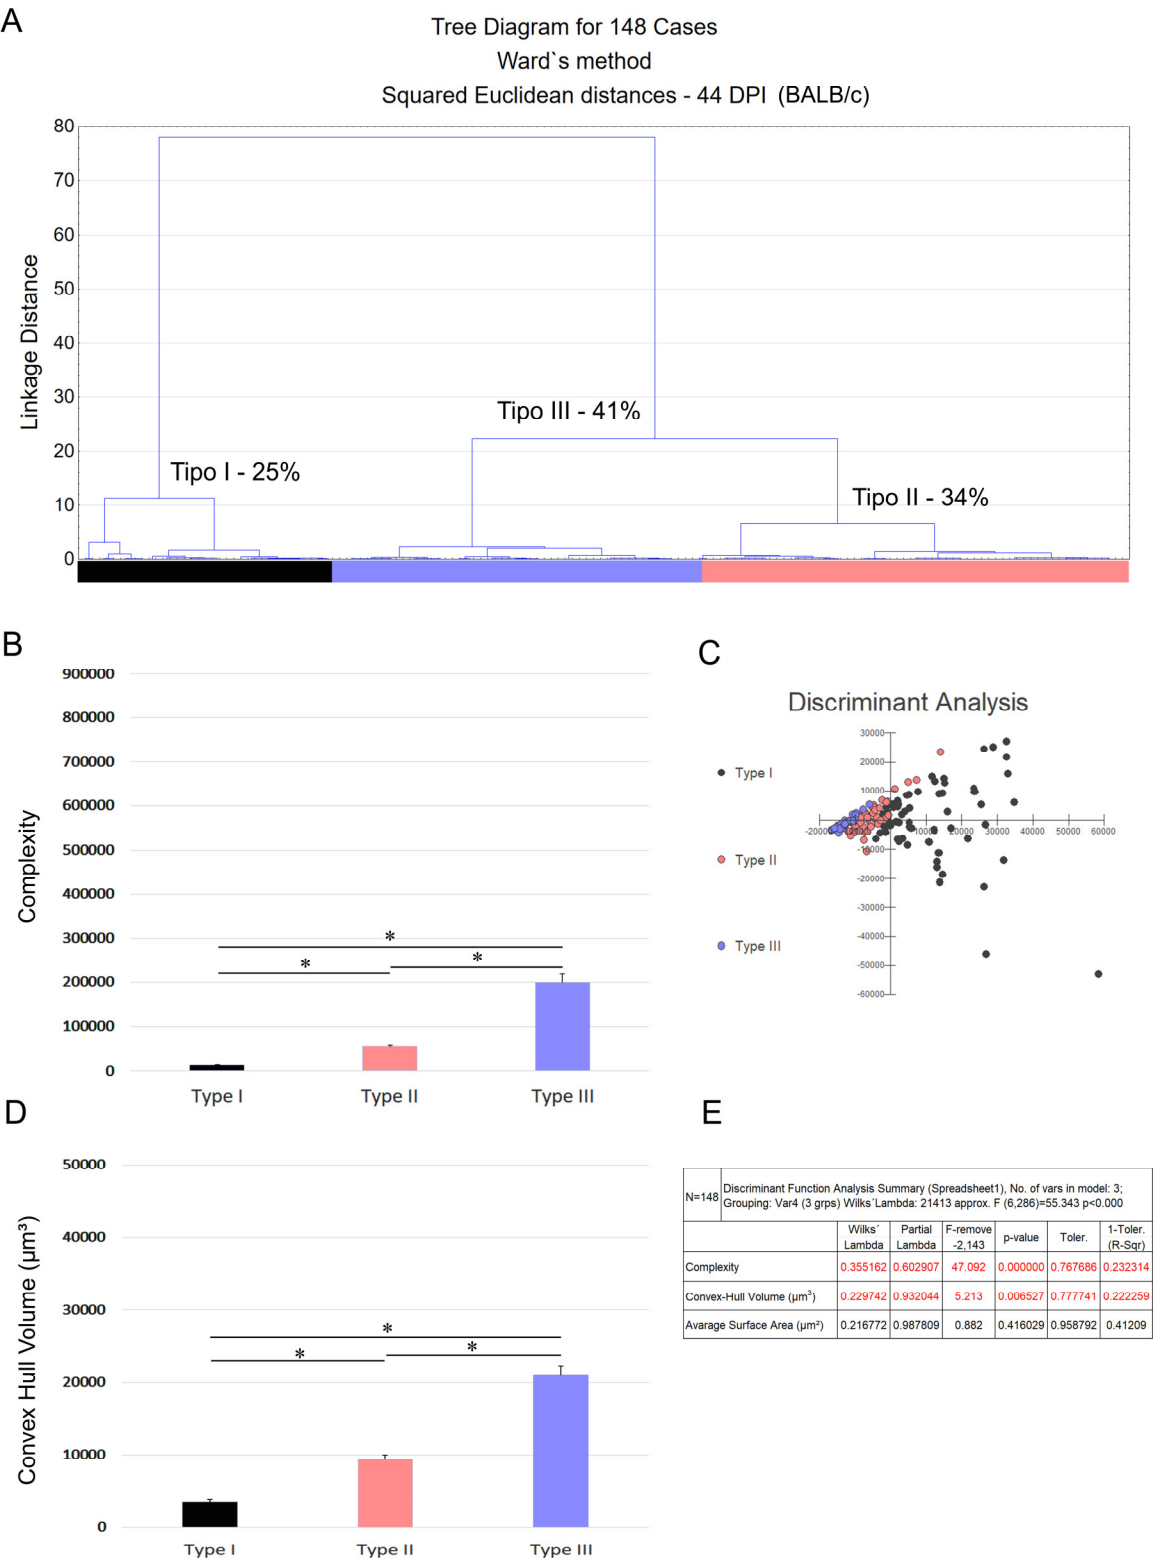 A
Tree Diagram for 148 Cases
Ward`s method
Squared Euclidean distances - 44 DPI (BALB/c)
80
70
60
50
40
30
20
10
0
Linkage Distance
Tipo III - 41%
Tipo I - 25%
Tipo II - 34%
B
900000
800000
700000
600000
500000
400000
300000
200000
100000
0
Complexity
*
*
*
Type I
Type II
Type III
C
Discriminant Analysis
Type I
Type II
Type III
30000
20000
10000
-20000
10000
20000
30000
40000
50000
60000
-10000
-20000
-30000
-40000
-50000
-60000
D
50000
40000
30000
20000
10000
0
Convex Hull Volume (µm³)
*
*
*
Type I
Type II
Type III
E
N=148
Discriminant Function Analysis Summary (Spreadsheet1), No. of vars in model: 3;
Grouping: Var4 (3 grps) Wilks´Lambda: 21413 approx. F (6,286)=55.343 p<0.000
Wilks´ Lambda
Partial Lambda
F-remove -2,143
p-value
Toler.
1-Toler. (R-Sqr)
Complexity 0.355162 0.602907 47.092 0.000000 0.767686 0.232314
Convex-Hull Volume (µm³) 0.229742 0.932044 5.213 0.006527 0.777741 0.222259
Avarage Surface Area (µm²) 0.216772 0.987809 0.882 0.416029 0.958792 0.41209